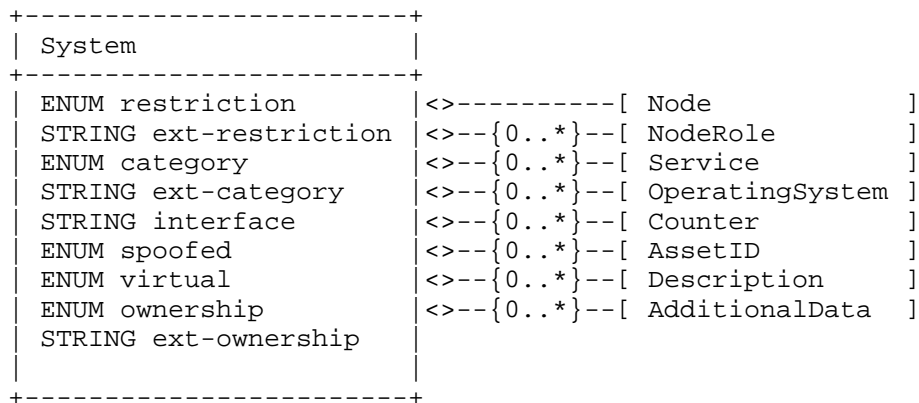 +------------------------+
| System                 |
+------------------------+
| ENUM restriction       |<>----------[ Node            ]
| STRING ext-restriction |<>--{0..*}--[ NodeRole        ]
| ENUM category          |<>--{0..*}--[ Service         ]
| STRING ext-category    |<>--{0..*}--[ OperatingSystem ]
| STRING interface       |<>--{0..*}--[ Counter         ]
| ENUM spoofed           |<>--{0..*}--[ AssetID         ]
| ENUM virtual           |<>--{0..*}--[ Description     ]
| ENUM ownership         |<>--{0..*}--[ AdditionalData  ]
| STRING ext-ownership   |
|                        |
+------------------------+